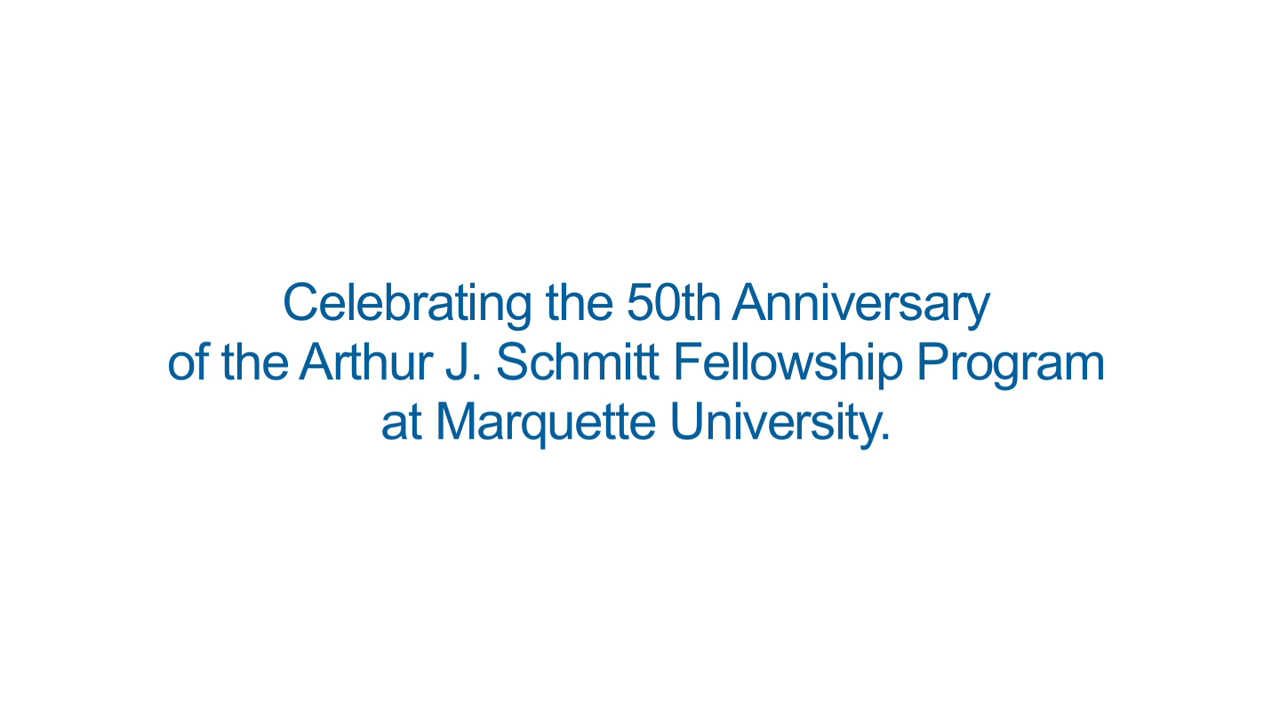 Celebrating the 50th Anniversary
of the Arthur J. Schmitt Fellowship Program
at Marquette University.